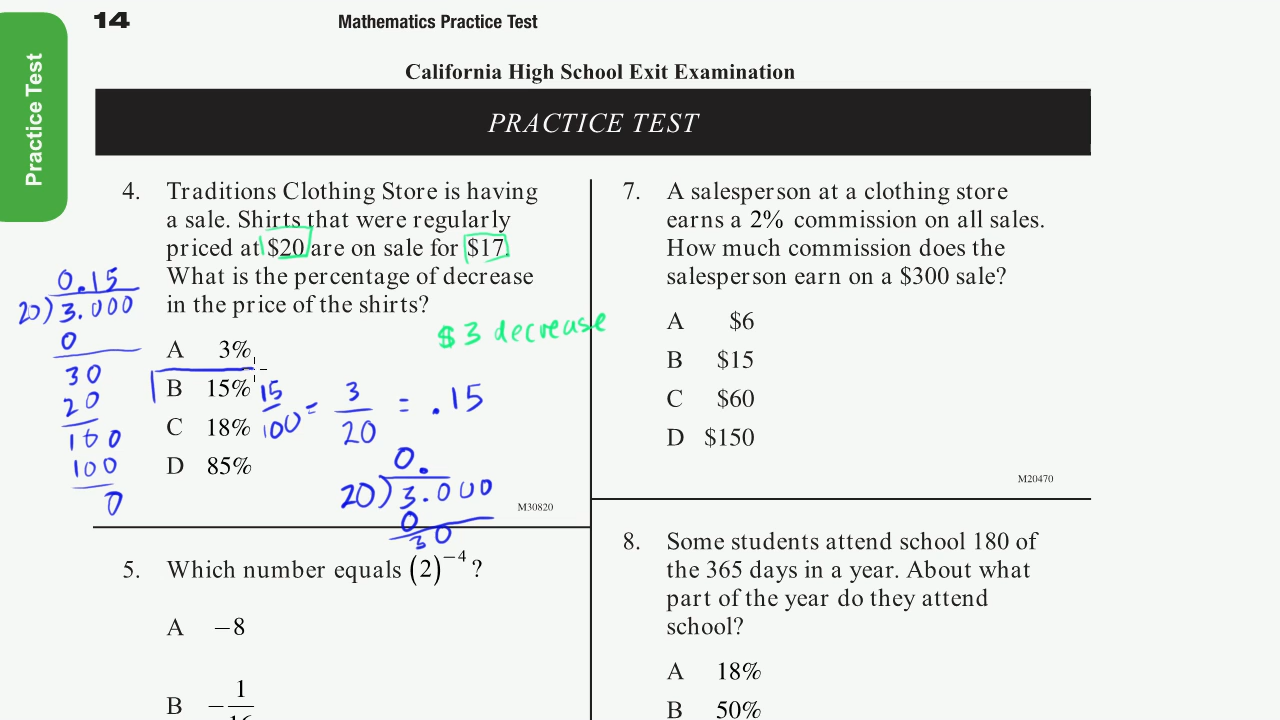 14
Mathematics Practice Test
Practice Test
California High School Exit Examination
PRACTICE TEST
4. Traditions Clothing Store is having
a sale. Shirts that were regularly
priced at $20 are on sale for $17.
What is the percentage of decrease
in the price of the shirts?
$3 decrease
A 3%
B 15%
C 18%
D 85%
15/100 = 3/20 = .15
0.15
20)3.000
0
30
20
100
100
0
0.
20)3.000
0
30
M30820
5. Which number equals (2)⁻⁴ ?
A −8
B −1/16
7. A salesperson at a clothing store
earns a 2% commission on all sales.
How much commission does the
salesperson earn on a $300 sale?
A $6
B $15
C $60
D $150
M20470
8. Some students attend school 180 of
the 365 days in a year. About what
part of the year do they attend
school?
A 18%
B 50%